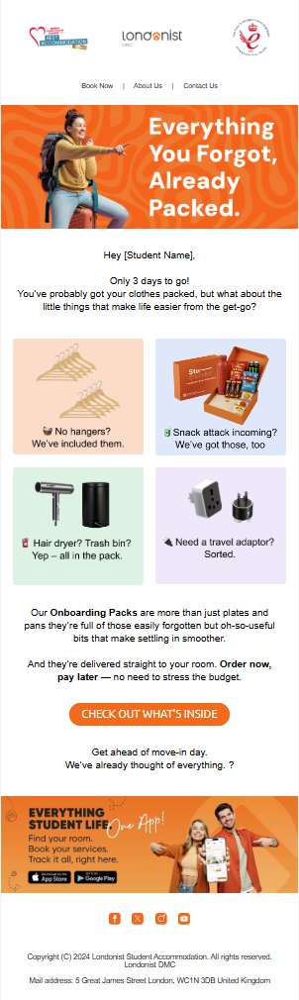 BEST
ACCOMMODATION
londonist
DMC
Book Now | About Us | Contact Us
Everything
You Forgot,
Already
Packed.
Hey [Student Name],
Only 3 days to go!
You've probably got your clothes packed, but what about the
little things that make life easier from the get-go?
No hangers?
We've included them.
Snack attack incoming?
We've got those, too
Hair dryer? Trash bin?
Yep – all in the pack.
Need a travel adaptor?
Sorted.
Our Onboarding Packs are more than just plates and
pans they're full of those easily forgotten but oh-so-useful
bits that make settling in smoother.
And they're delivered straight to your room. Order now,
pay later — no need to stress the budget.
CHECK OUT WHAT'S INSIDE
Get ahead of move-in day.
We've already thought of everything. ?
EVERYTHING
STUDENT LIFE,
One App!
Find your room.
Book your services.
Track it all, right here.
App Store
Google Play
Copyright (C) 2024 Londonist Student Accommodation. All rights reserved.
Londonist DMC
Mail address: 5 Great James Street London, WC1N 3DB United Kingdom